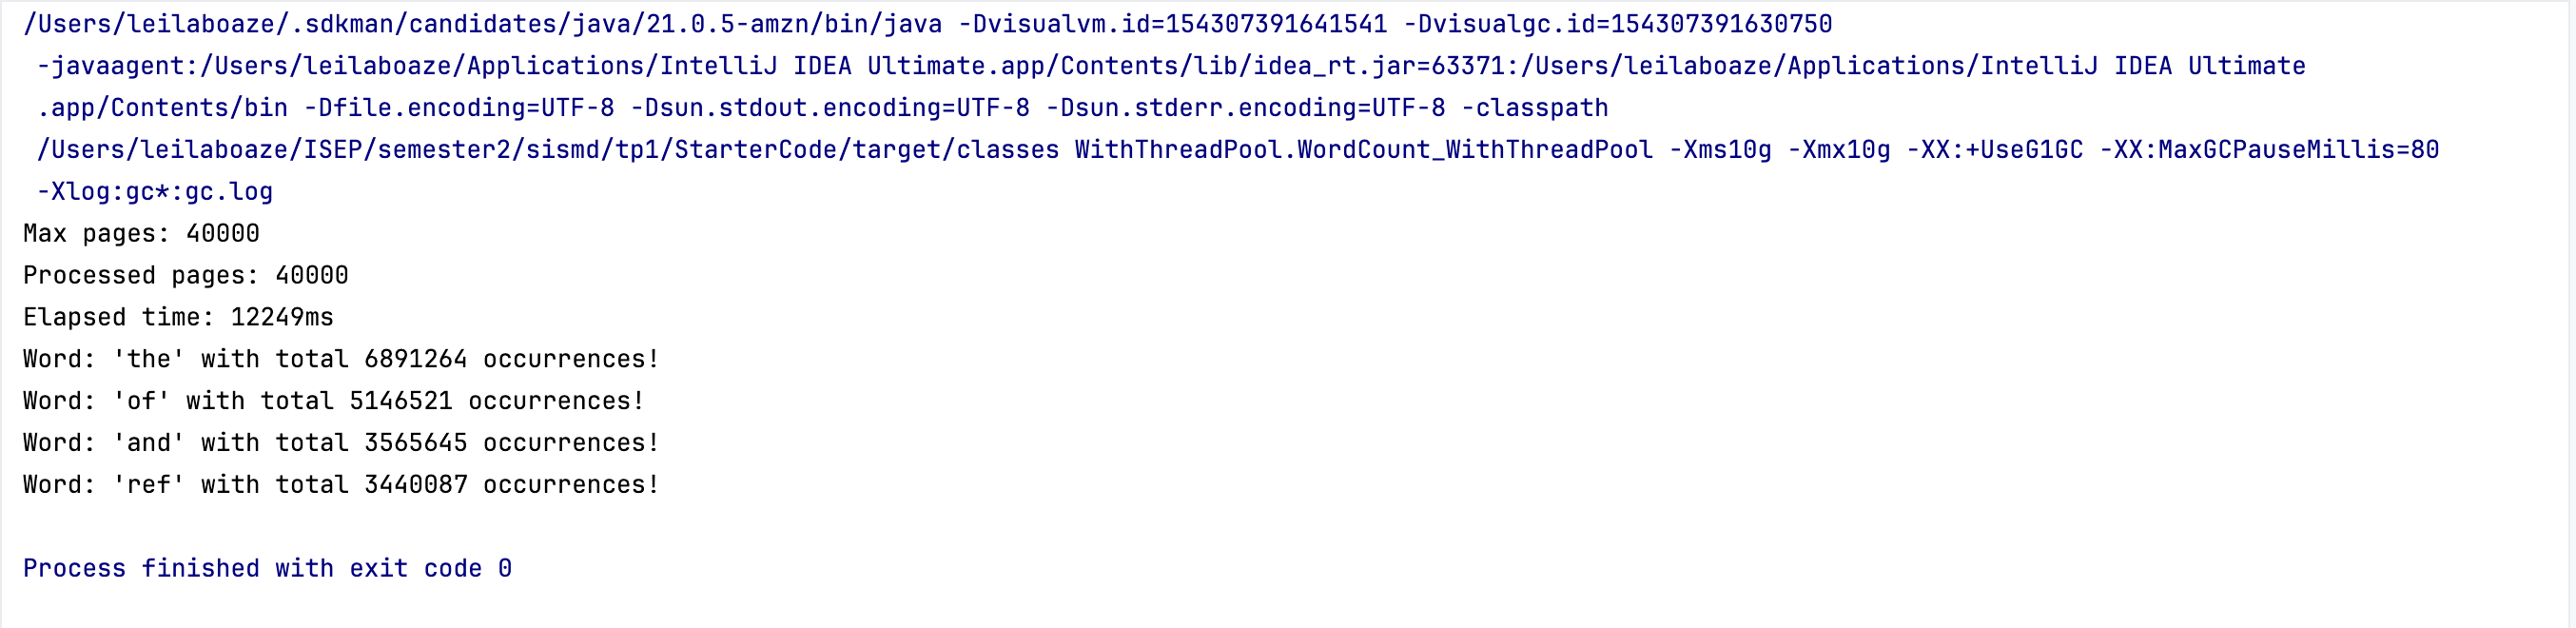 /Users/leilaboaze/.sdkman/candidates/java/21.0.5-amzn/bin/java -Dvisualvm.id=154307391641541 -Dvisualgc.id=154307391630750
-javaagent:/Users/leilaboaze/Applications/IntelliJ IDEA Ultimate.app/Contents/lib/idea_rt.jar=63371:/Users/leilaboaze/Applications/IntelliJ IDEA Ultimate
.app/Contents/bin -Dfile.encoding=UTF-8 -Dsun.stdout.encoding=UTF-8 -Dsun.stderr.encoding=UTF-8 -classpath
/Users/leilaboaze/ISEP/semester2/sismd/tp1/StarterCode/target/classes WithThreadPool.WordCount_WithThreadPool -Xms10g -Xmx10g -XX:+UseG1GC -XX:MaxGCPauseMillis=80
-Xlog:gc*:gc.log
Max pages: 40000
Processed pages: 40000
Elapsed time: 12249ms
Word: 'the' with total 6891264 occurrences!
Word: 'of' with total 5146521 occurrences!
Word: 'and' with total 3565645 occurrences!
Word: 'ref' with total 3440087 occurrences!
Process finished with exit code 0